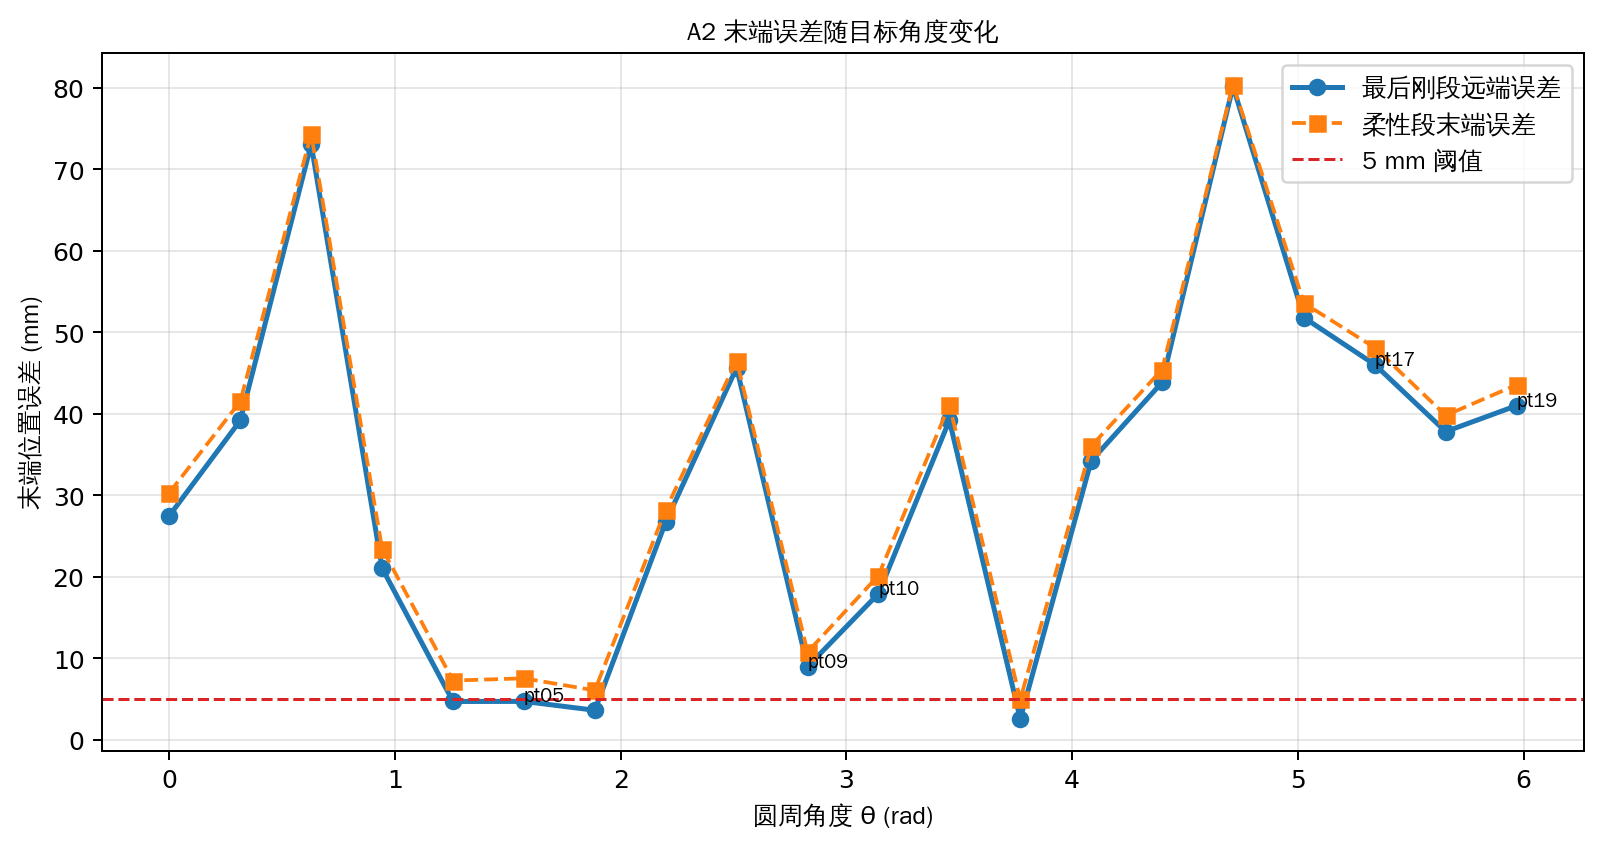 A2 末端误差随目标角度变化
最后刚段远端误差
柔性段末端误差
5 mm 阈值
末端位置误差 (mm)
80
70
60
50
40
30
20
10
0
pt05
pt09
pt10
pt17
pt19
0 1 2 3 4 5 6
圆周角度 θ (rad)